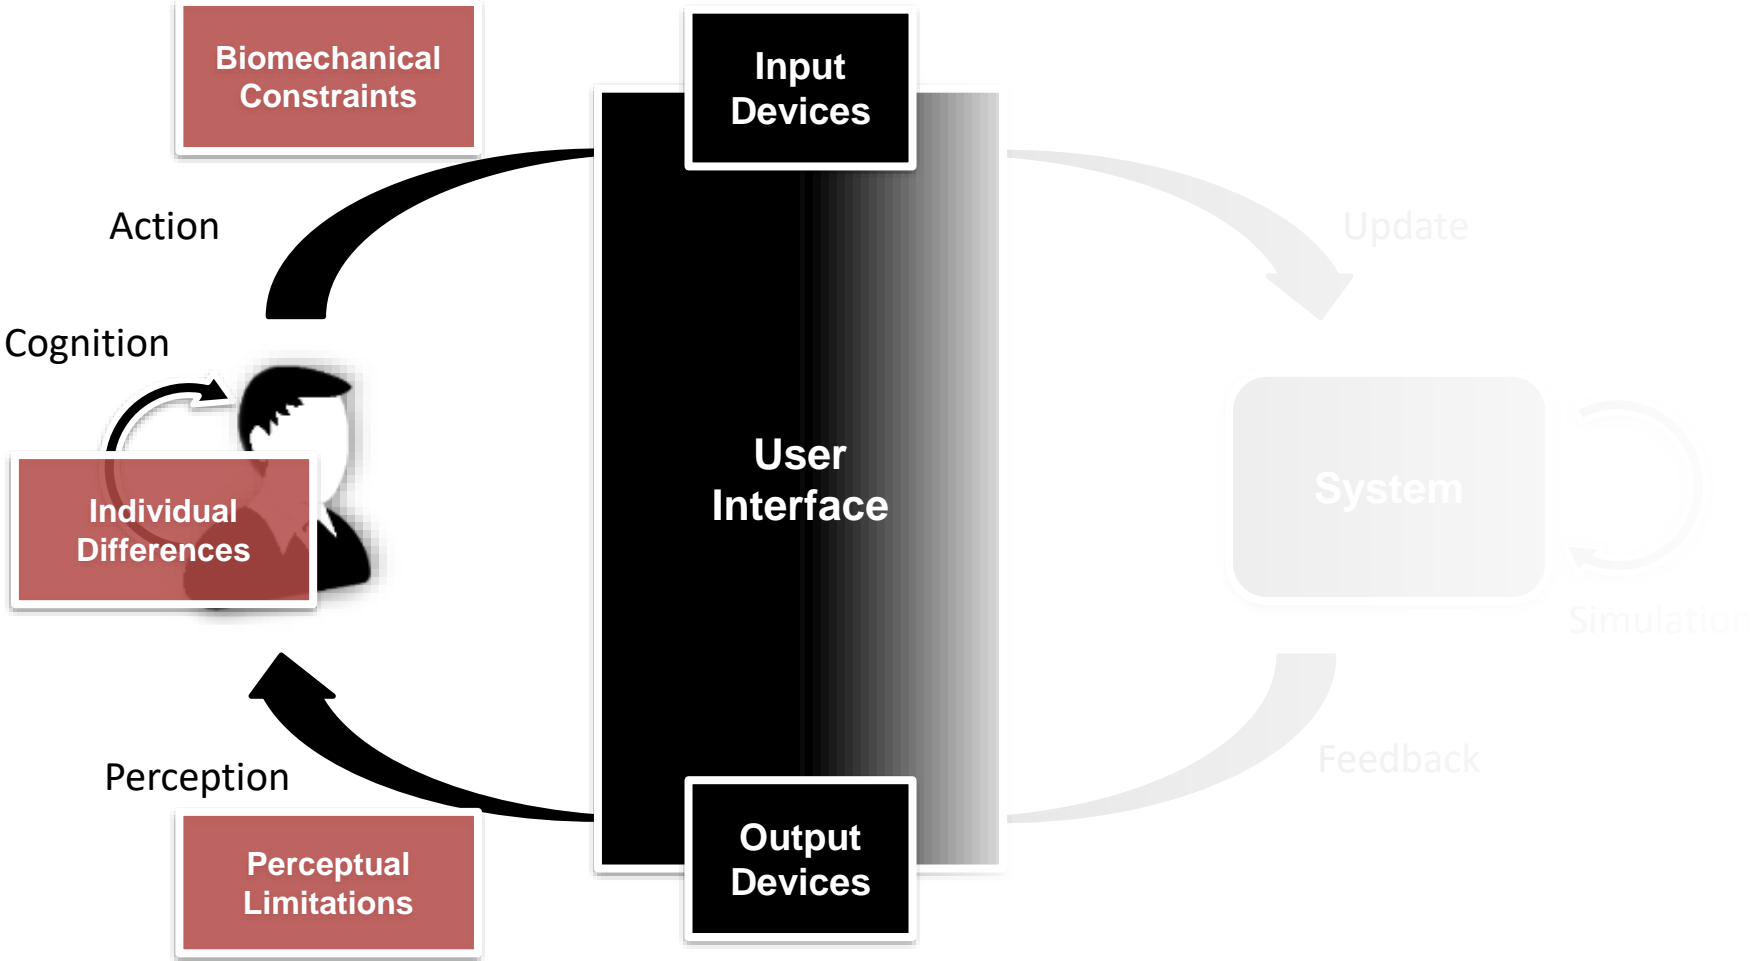 Biomechanical
Constraints
Input
Devices
Action
Update
Cognition
User
Interface
System
Individual
Differences
Simulation
Perception
Feedback
Perceptual
Limitations
Output
Devices